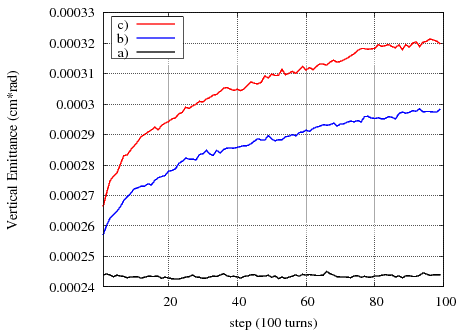 0.00033
0.00032
0.00031
0.0003
0.00029
0.00028
0.00027
0.00026
0.00025
0.00024
Vertical Emittance (cm*rad)
c)
b)
a)
20 40 60 80 100
step (100 turns)